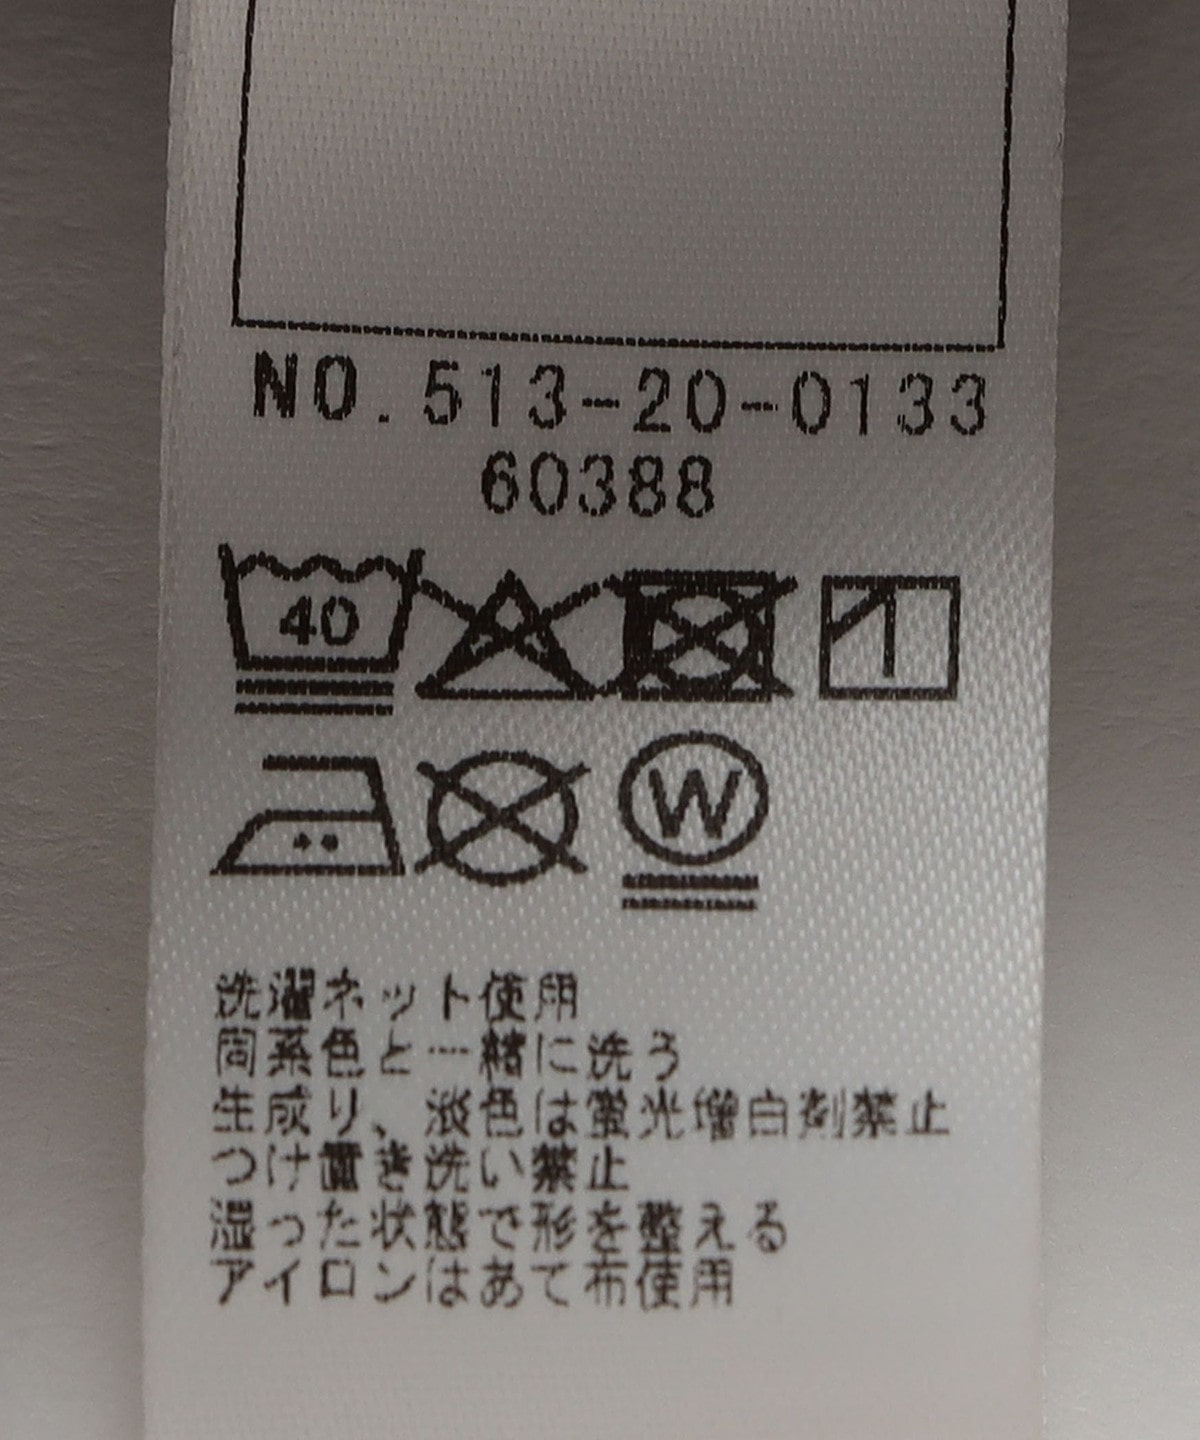 NO.513-20-0133
60388
40
W
洗濯ネット使用
同系色と一緒に洗う
生成り、淡色は蛍光増白剤禁止
つけ置き洗い禁止
湿った状態で形を整える
アイロンはあて布使用